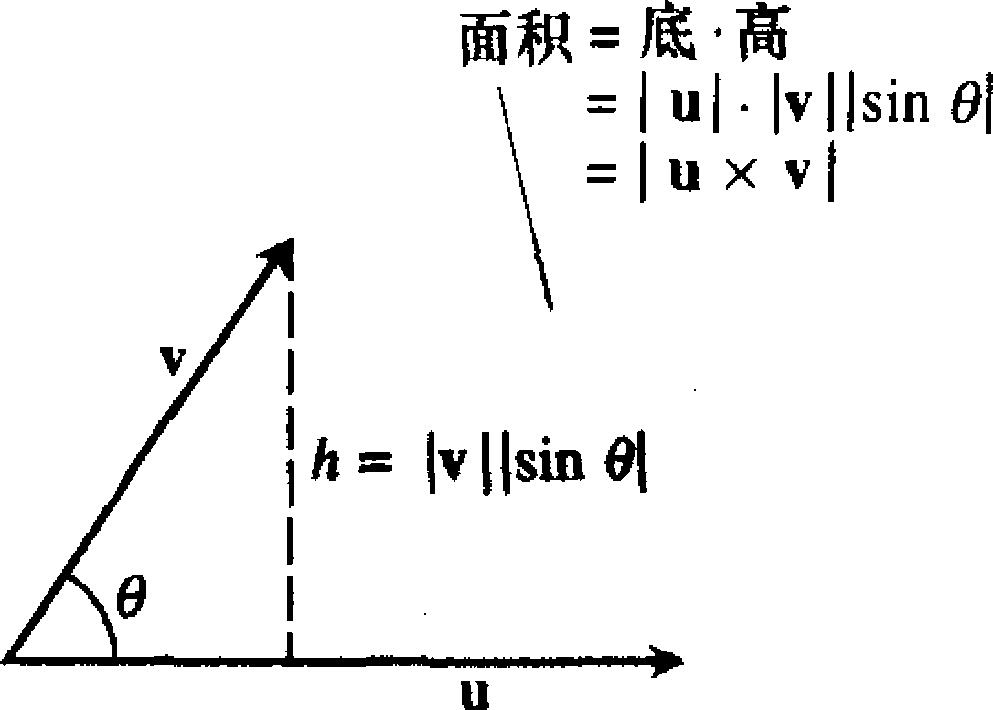 面积 = 底 · 高
= | u | · | v || sin θ|
= | u × v |
v
h = | v || sin θ|
θ
u